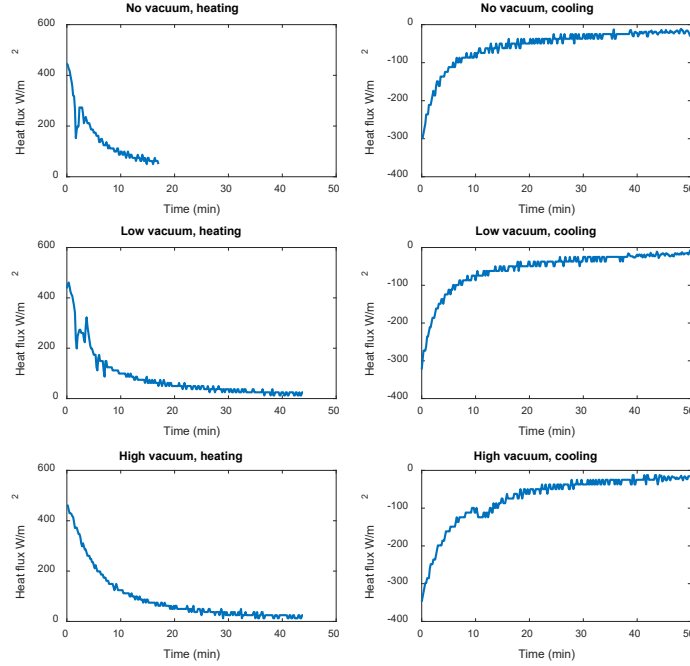 No vacuum, heating
600
400
200
0
0 10 20 30 40 50
Time (min)
Heat flux W/m 2
No vacuum, cooling
0
-100
-200
-300
-400
0 10 20 30 40 50
Time (min)
Heat flux W/m 2
Low vacuum, heating
600
400
200
0
0 10 20 30 40 50
Time (min)
Heat flux W/m 2
Low vacuum, cooling
0
-100
-200
-300
-400
0 10 20 30 40 50
Time (min)
Heat flux W/m 2
High vacuum, heating
600
400
200
0
0 10 20 30 40 50
Time (min)
Heat flux W/m 2
High vacuum, cooling
0
-100
-200
-300
-400
0 10 20 30 40 50
Time (min)
Heat flux W/m 2